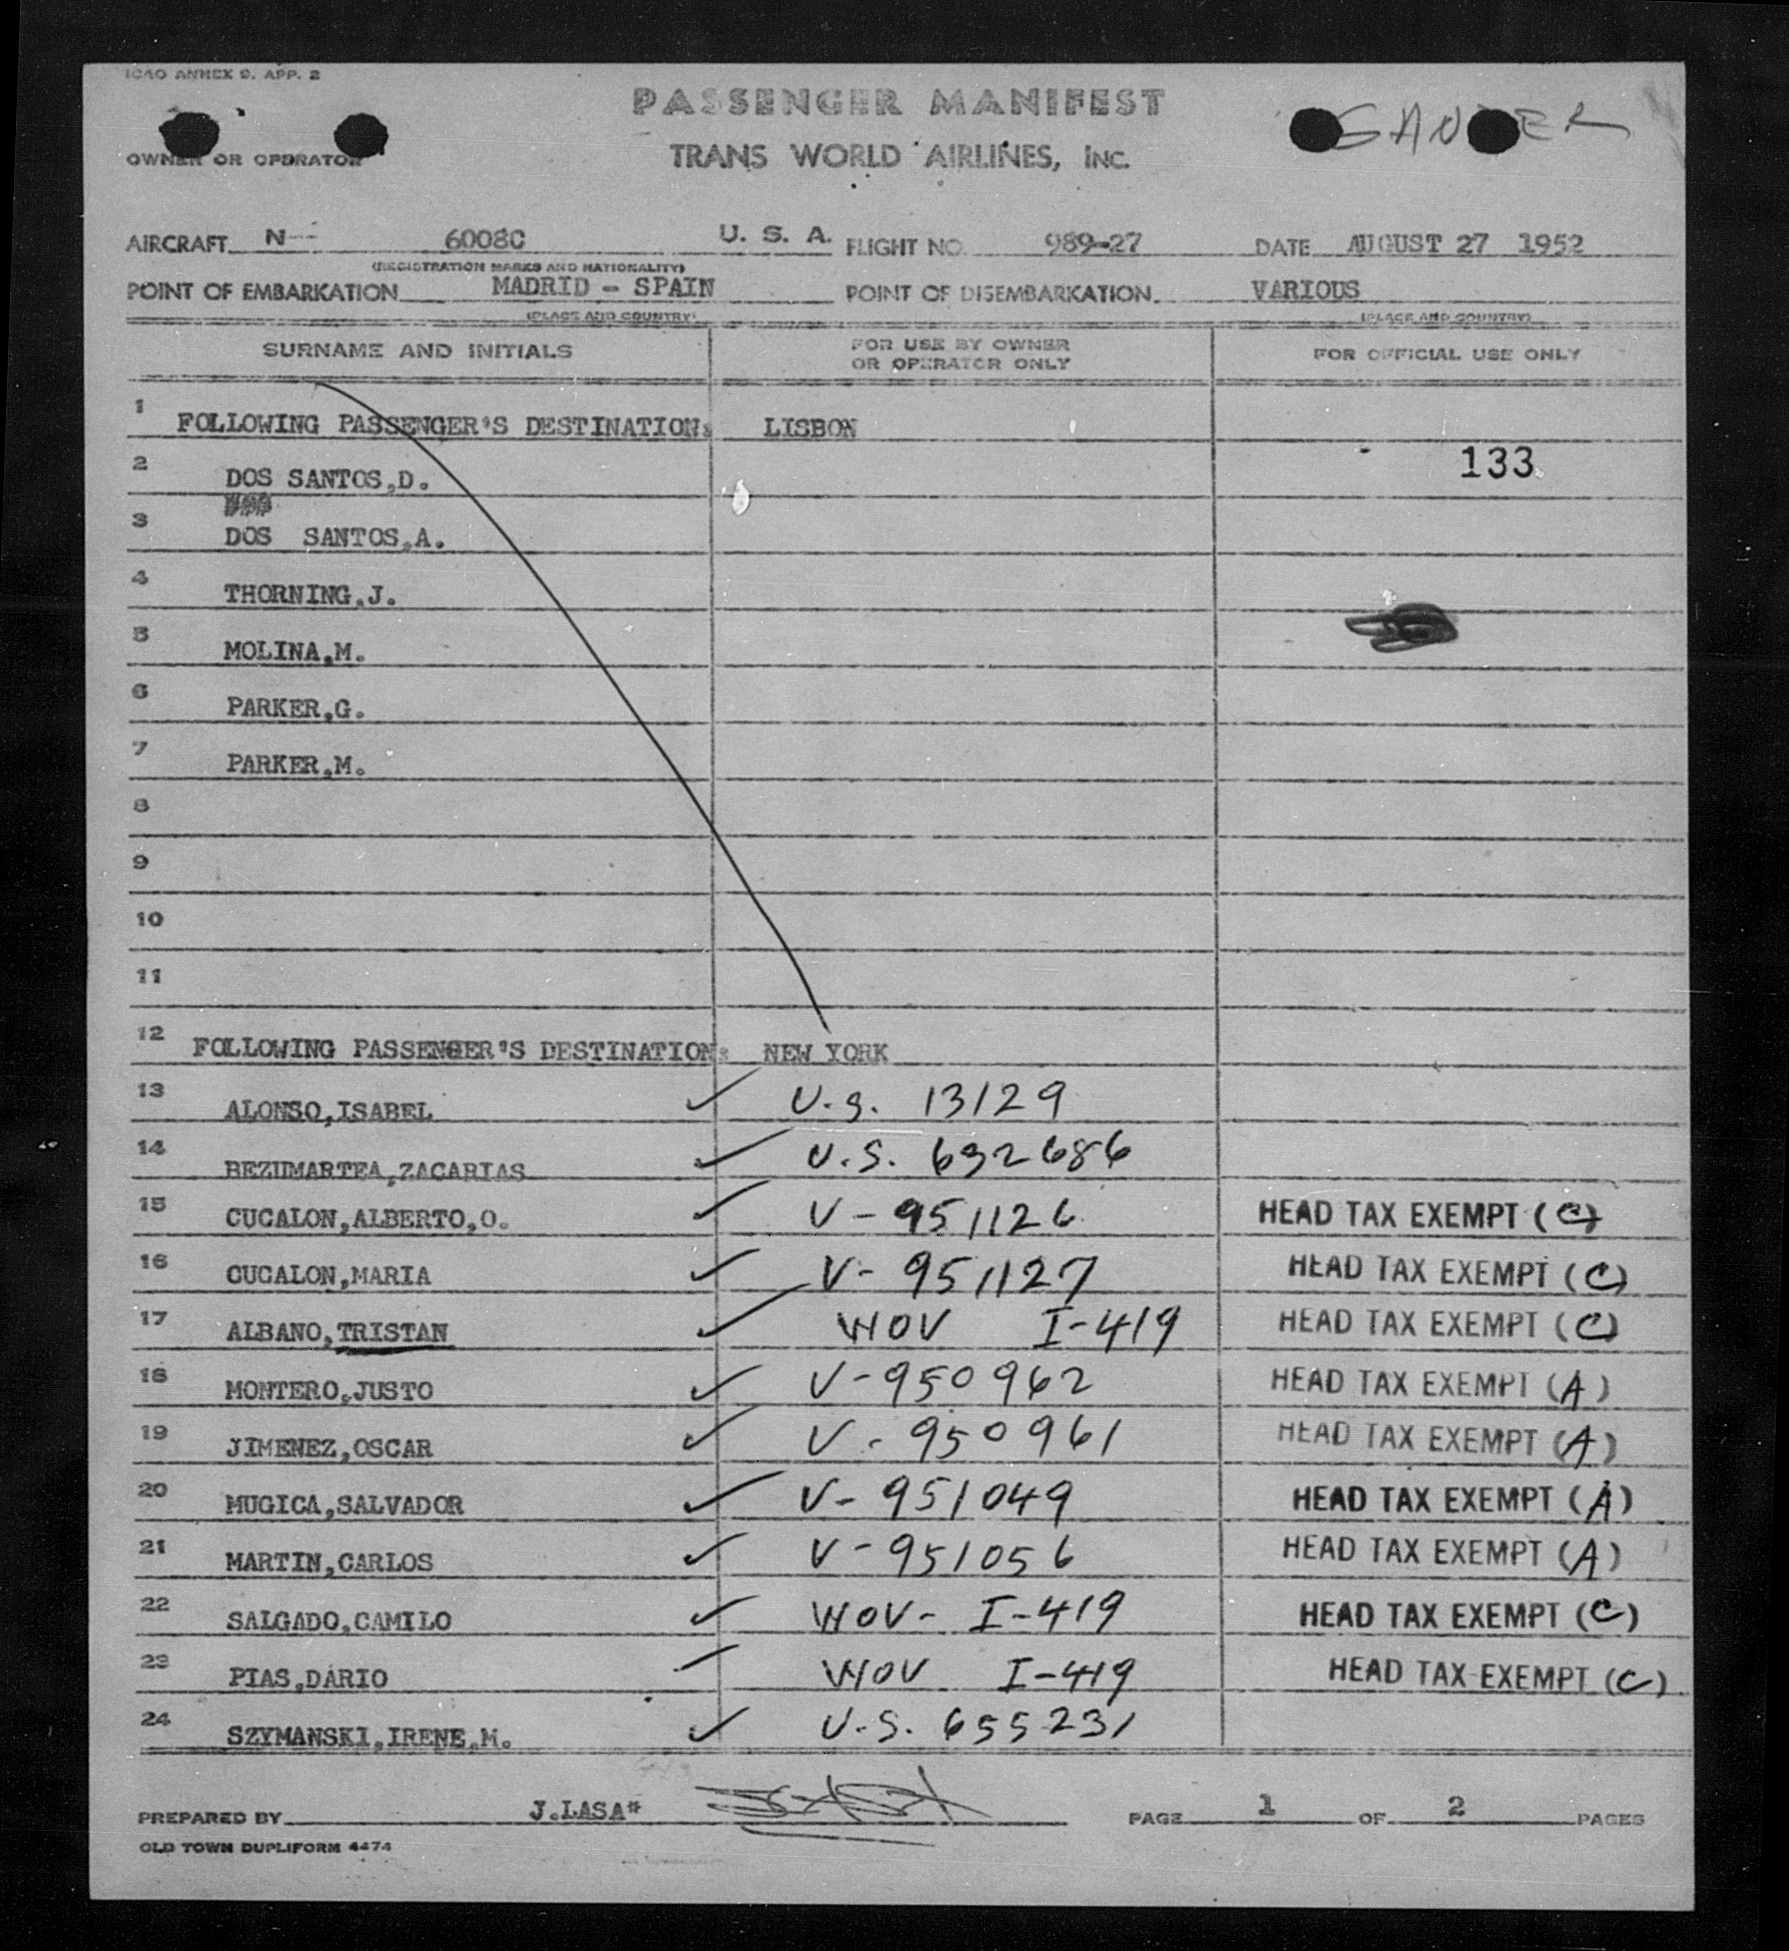 ICAO ANNEX 9. APP. 2
PASSENGER MANIFEST
GANDER
OWNER OR OPERATOR
TRANS WORLD AIRLINES, INC.
AIRCRAFT N-- 6008C U. S. A. FLIGHT NO. 989-27 DATE AUGUST 27 1952
(REGISTRATION MARKS AND NATIONALITY)
POINT OF EMBARKATION MADRID - SPAIN POINT OF DISEMBARKATION VARIOUS
(PLACE AND COUNTRY) (PLACE AND COUNTRY)
SURNAME AND INITIALS FOR USE BY OWNER OR OPERATOR ONLY FOR OFFICIAL USE ONLY
1 FOLLOWING PASSENGER'S DESTINATION: LISBON
2 DOS SANTOS,D. 133
3 DOS SANTOS,A.
4 THORNING,J.
5 MOLINA,M.
6 PARKER,G.
7 PARKER,M.
8
9
10
11
12 FOLLOWING PASSENGER'S DESTINATION: NEW YORK
13 ALONSO,ISABEL U.S. 13129
14 BEZUMARTEA,ZACARIAS U.S. 692686
15 CUCALON,ALBERTO,O. V-951126 HEAD TAX EXEMPT (C)
16 CUCALON,MARIA V-951127 HEAD TAX EXEMPT (C)
17 ALBANO,TRISTAN WOV I-419 HEAD TAX EXEMPT (C)
18 MONTERO,JUSTO V-950962 HEAD TAX EXEMPT (A)
19 JIMENEZ,OSCAR V-950961 HEAD TAX EXEMPT (A)
20 MUGICA,SALVADOR V-951049 HEAD TAX EXEMPT (A)
21 MARTIN,CARLOS V-951056 HEAD TAX EXEMPT (A)
22 SALGADO,CAMILO WOV- I-419 HEAD TAX EXEMPT (C)
23 PIAS,DARIO WOV I-419 HEAD TAX EXEMPT (C)
24 SZYMANSKI,IRENE,M. U.S. 655231
PREPARED BY J.LASA* PAGE 1 OF 2 PAGES
OLD TOWN DUPLIFORM 4474